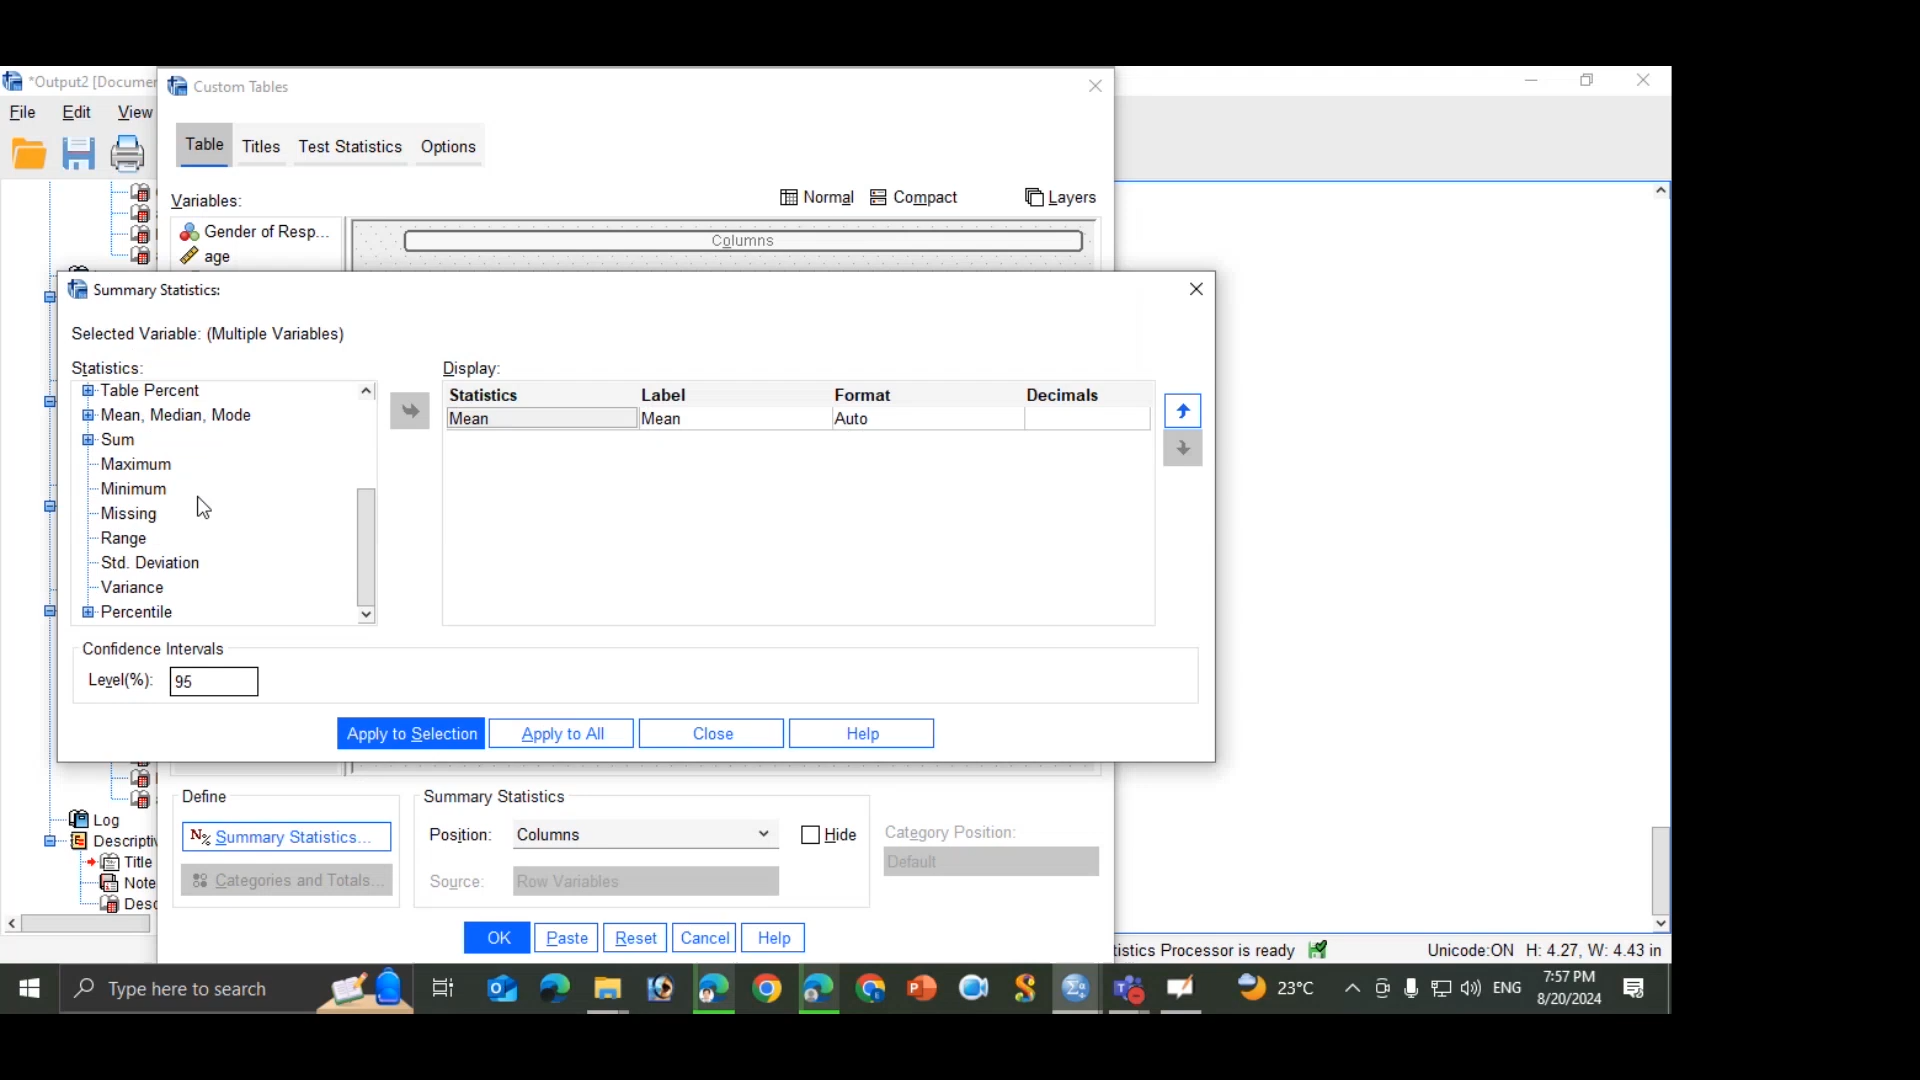 *Output2 [Documen
Custom Tables
File Edit View
Table Titles Test Statistics Options
Variables:
Normal Compact Layers
Gender of Resp...
age
Columns
Summary Statistics:
Selected Variable: (Multiple Variables)
Statistics:
Display:
Table Percent
Mean, Median, Mode
Sum
Maximum
Minimum
Missing
Range
Std. Deviation
Variance
Percentile
Statistics Label Format Decimals
Mean Mean Auto
Confidence Intervals
Level(%): 95
Apply to Selection Apply to All Close Help
Define
Summary Statistics
N% Summary Statistics...
Position: Columns
Hide
Category Position:
Default
Categories and Totals...
Source: Row Variables
Log
Descriptiv
Title
Note
Desc
OK Paste Reset Cancel Help
tistics Processor is ready
Unicode:ON H: 4.27, W: 4.43 in
Type here to search
23°C
ENG
7:57 PM
8/20/2024